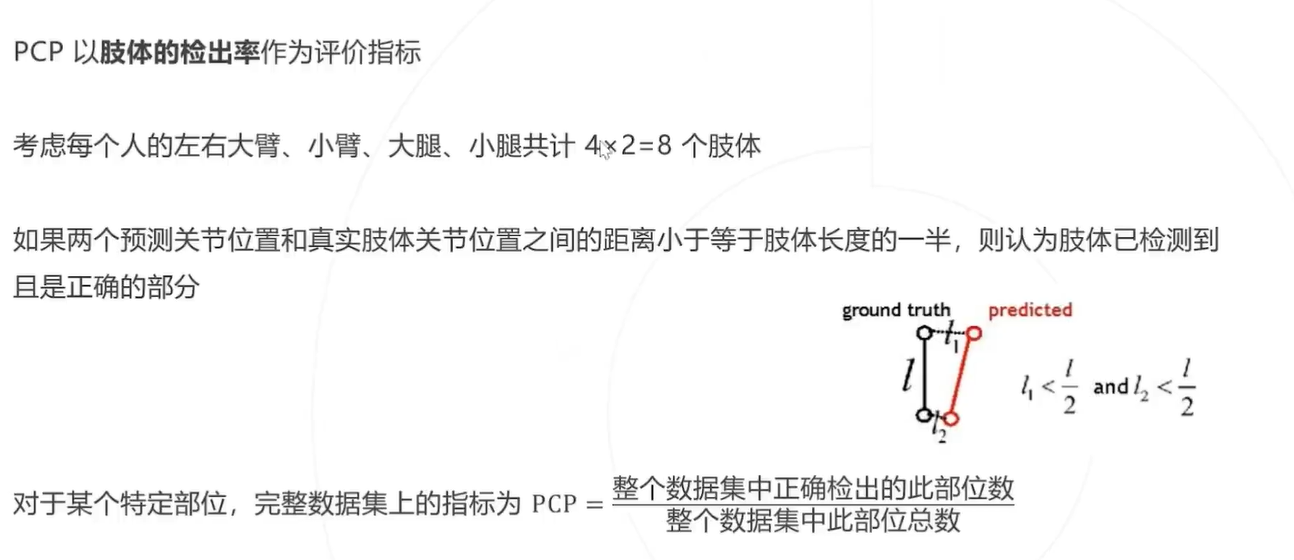 PCP 以肢体的检出率作为评价指标
考虑每个人的左右大臂、小臂、大腿、小腿共计 4×2=8 个肢体
如果两个预测关节位置和真实肢体关节位置之间的距离小于等于肢体长度的一半，则认为肢体已检测到
且是正确的部分
ground truth predicted
l₁
l
l₁ < l/2 and l₂ < l/2
l₂
对于某个特定部位，完整数据集上的指标为 PCP = 整个数据集中正确检出的此部位数
整个数据集中此部位总数